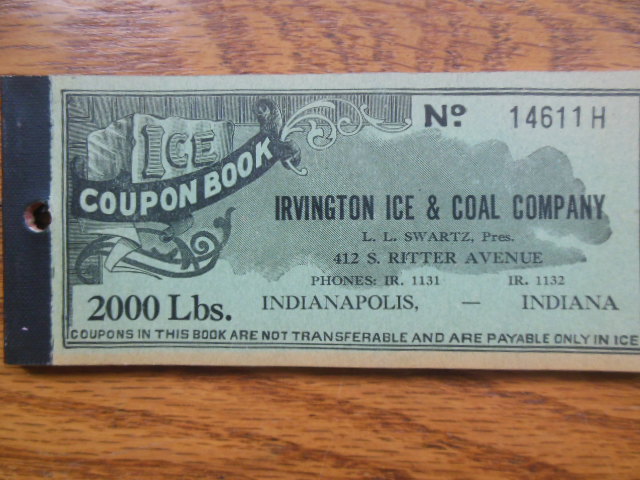 ICE
COUPON BOOK
Nº 14611 H
IRVINGTON ICE & COAL COMPANY
L. L. SWARTZ, Pres.
412 S. RITTER AVENUE
PHONES: IR. 1131 IR. 1132
2000 Lbs. INDIANAPOLIS, — INDIANA
COUPONS IN THIS BOOK ARE NOT TRANSFERABLE AND ARE PAYABLE ONLY IN ICE